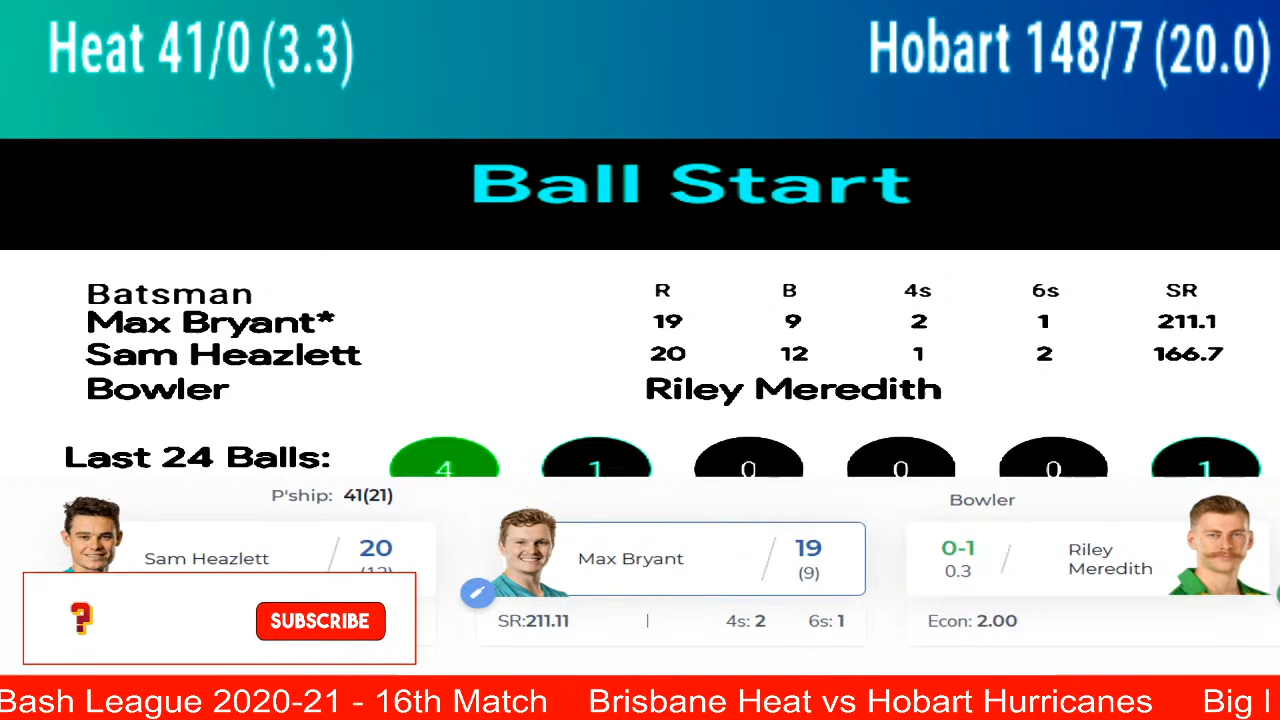 Heat 41/0 (3.3)
Hobart 148/7 (20.0)
Ball Start
Batsman R B 4s 6s SR
Max Bryant* 19 9 2 1 211.1
Sam Heazlett 20 12 1 2 166.7
Bowler Riley Meredith
Last 24 Balls: 4 1 0 0 0 1
P'ship: 41(21)
Sam Heazlett 20
(12)
Max Bryant 19
(9)
SR:211.11 | 4s: 2 6s: 1
Bowler
0-1 Riley
0.3 Meredith
Econ: 2.00
? SUBSCRIBE
Bash League 2020-21 - 16th Match Brisbane Heat vs Hobart Hurricanes Big